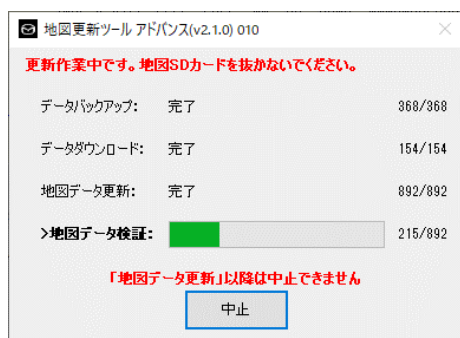 地図更新ツール アドバンス(v2.1.0) 010
更新作業中です。地図SDカードを抜かないでください。
データバックアップ: 完了 368/368
データダウンロード: 完了 154/154
地図データ更新: 完了 892/892
>地図データ検証: 215/892
「地図データ更新」以降は中止できません
中止